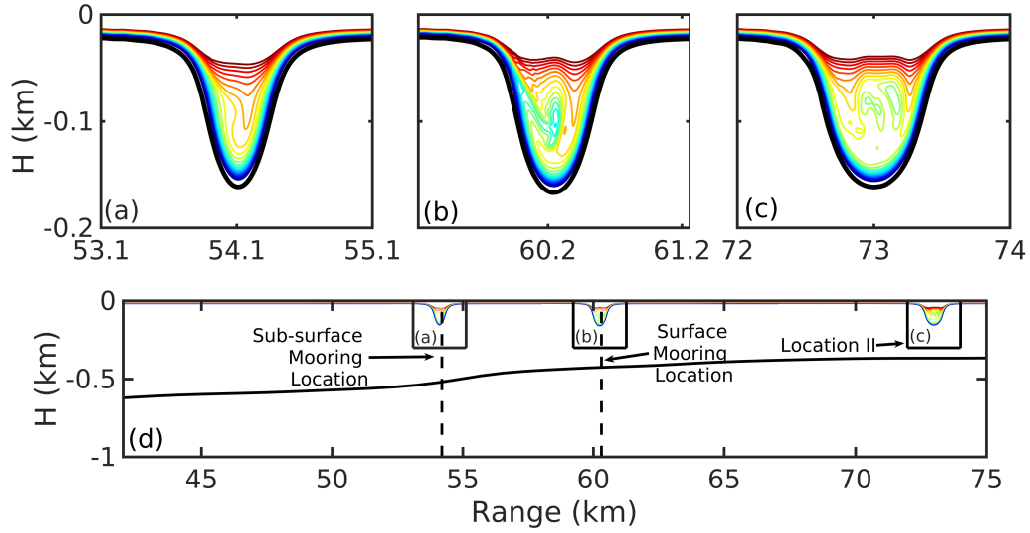 0
-0.1
-0.2
H (km)
(a)
(b)
(c)
53.1 54.1 55.1
60.2 61.2
72 73 74
0
-0.5
-1
H (km)
Sub-surface
Mooring
Location
(a)
(b)
Surface
Mooring
Location
Location II
(c)
(d)
45 50 55 60 65 70 75
Range (km)